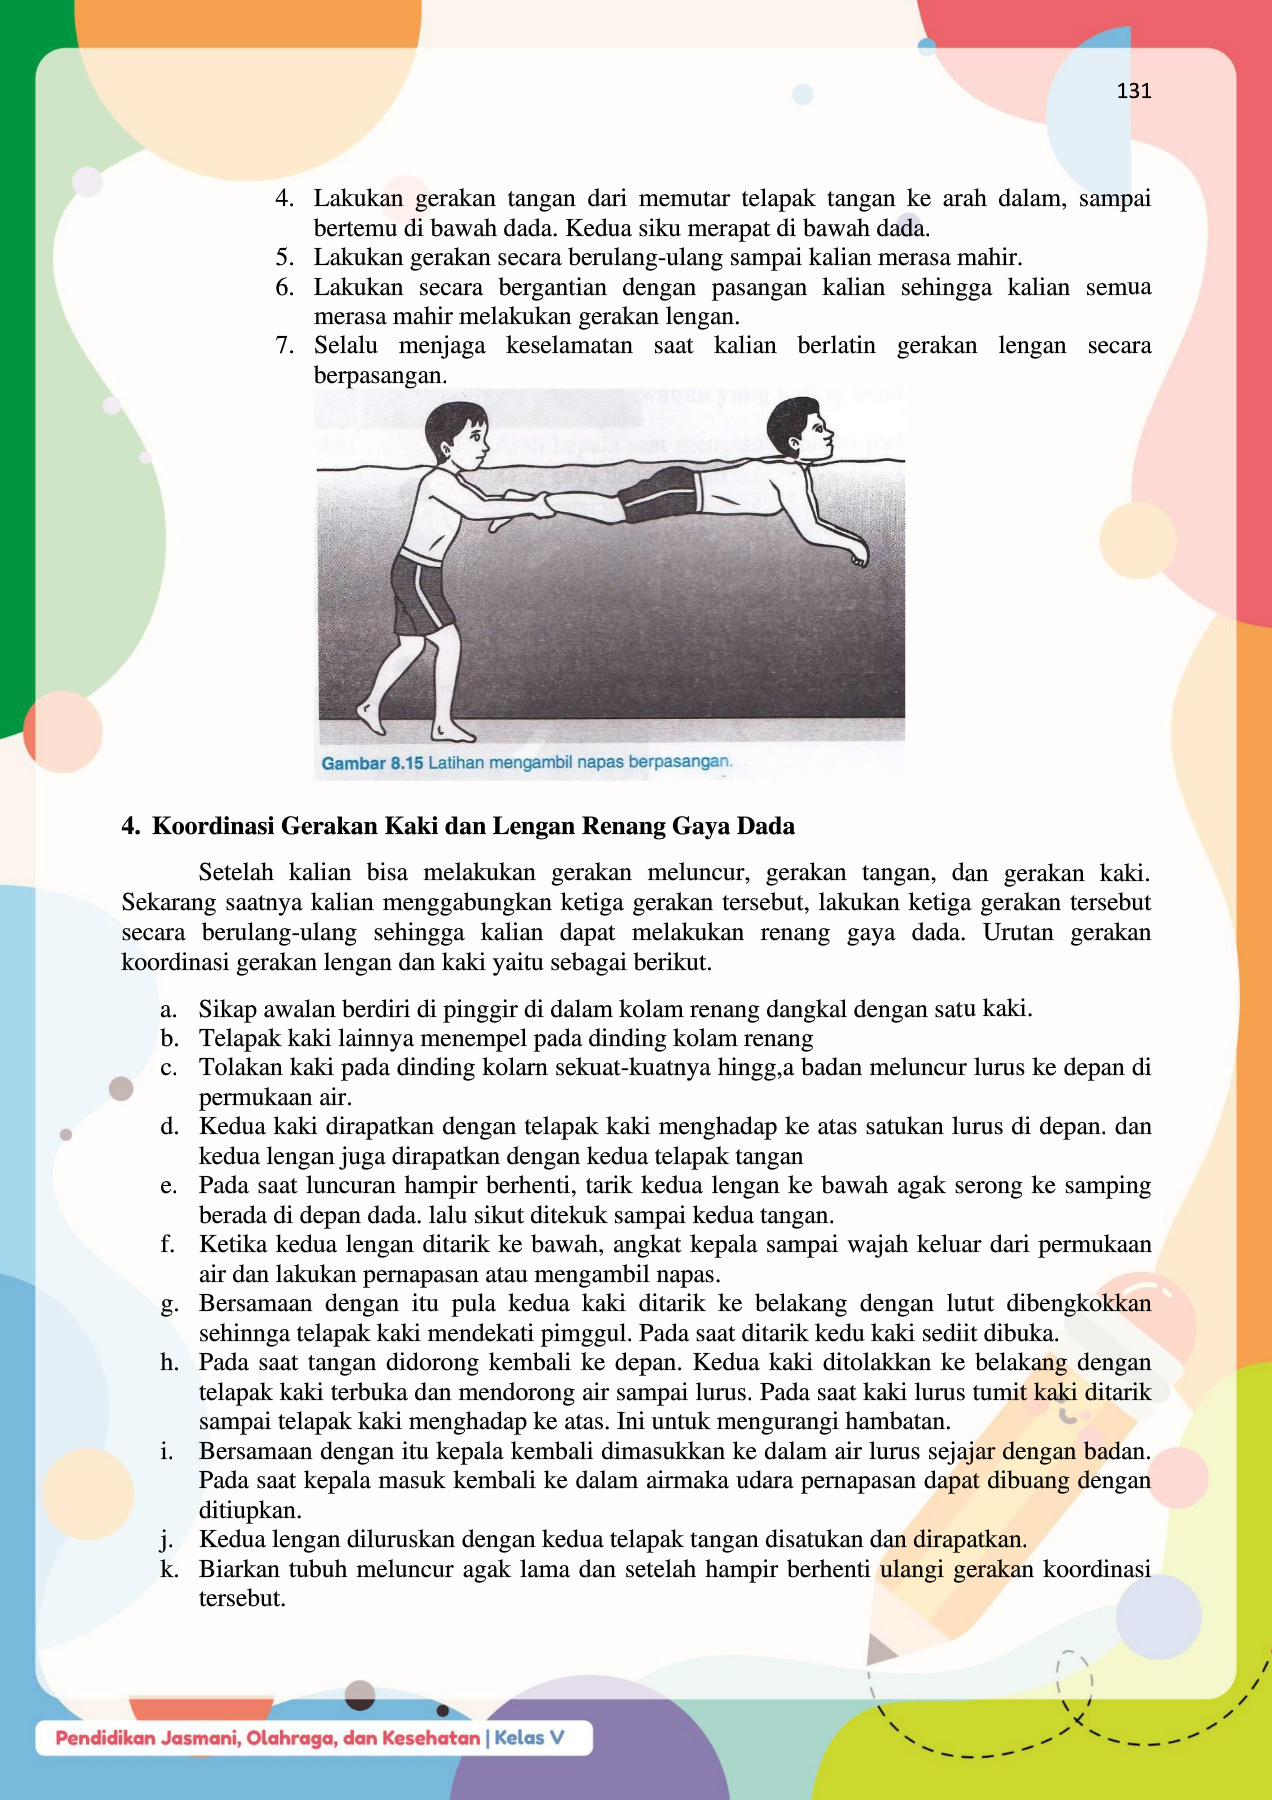 131
4. Lakukan gerakan tangan dari memutar telapak tangan ke arah dalam, sampai
bertemu di bawah dada. Kedua siku merapat di bawah dada.
5. Lakukan gerakan secara berulang-ulang sampai kalian merasa mahir.
6. Lakukan secara bergantian dengan pasangan kalian sehingga kalian semua
merasa mahir melakukan gerakan lengan.
7. Selalu menjaga keselamatan saat kalian berlatin gerakan lengan secara
berpasangan.
Gambar 8.15 Latihan mengambil napas berpasangan.
4. Koordinasi Gerakan Kaki dan Lengan Renang Gaya Dada
Setelah kalian bisa melakukan gerakan meluncur, gerakan tangan, dan gerakan kaki.
Sekarang saatnya kalian menggabungkan ketiga gerakan tersebut, lakukan ketiga gerakan tersebut
secara berulang-ulang sehingga kalian dapat melakukan renang gaya dada. Urutan gerakan
koordinasi gerakan lengan dan kaki yaitu sebagai berikut.
a. Sikap awalan berdiri di pinggir di dalam kolam renang dangkal dengan satu kaki.
b. Telapak kaki lainnya menempel pada dinding kolam renang
c. Tolakan kaki pada dinding kolarn sekuat-kuatnya hingg,a badan meluncur lurus ke depan di
permukaan air.
d. Kedua kaki dirapatkan dengan telapak kaki menghadap ke atas satukan lurus di depan. dan
kedua lengan juga dirapatkan dengan kedua telapak tangan
e. Pada saat luncuran hampir berhenti, tarik kedua lengan ke bawah agak serong ke samping
berada di depan dada. lalu sikut ditekuk sampai kedua tangan.
f. Ketika kedua lengan ditarik ke bawah, angkat kepala sampai wajah keluar dari permukaan
air dan lakukan pernapasan atau mengambil napas.
g. Bersamaan dengan itu pula kedua kaki ditarik ke belakang dengan lutut dibengkokkan
sehinnga telapak kaki mendekati pimggul. Pada saat ditarik kedu kaki sediit dibuka.
h. Pada saat tangan didorong kembali ke depan. Kedua kaki ditolakkan ke belakang dengan
telapak kaki terbuka dan mendorong air sampai lurus. Pada saat kaki lurus tumit kaki ditarik
sampai telapak kaki menghadap ke atas. Ini untuk mengurangi hambatan.
i. Bersamaan dengan itu kepala kembali dimasukkan ke dalam air lurus sejajar dengan badan.
Pada saat kepala masuk kembali ke dalam airmaka udara pernapasan dapat dibuang dengan
ditiupkan.
j. Kedua lengan diluruskan dengan kedua telapak tangan disatukan dan dirapatkan.
k. Biarkan tubuh meluncur agak lama dan setelah hampir berhenti ulangi gerakan koordinasi
tersebut.
Pendidikan Jasmani, Olahraga, dan Kesehatan | Kelas V